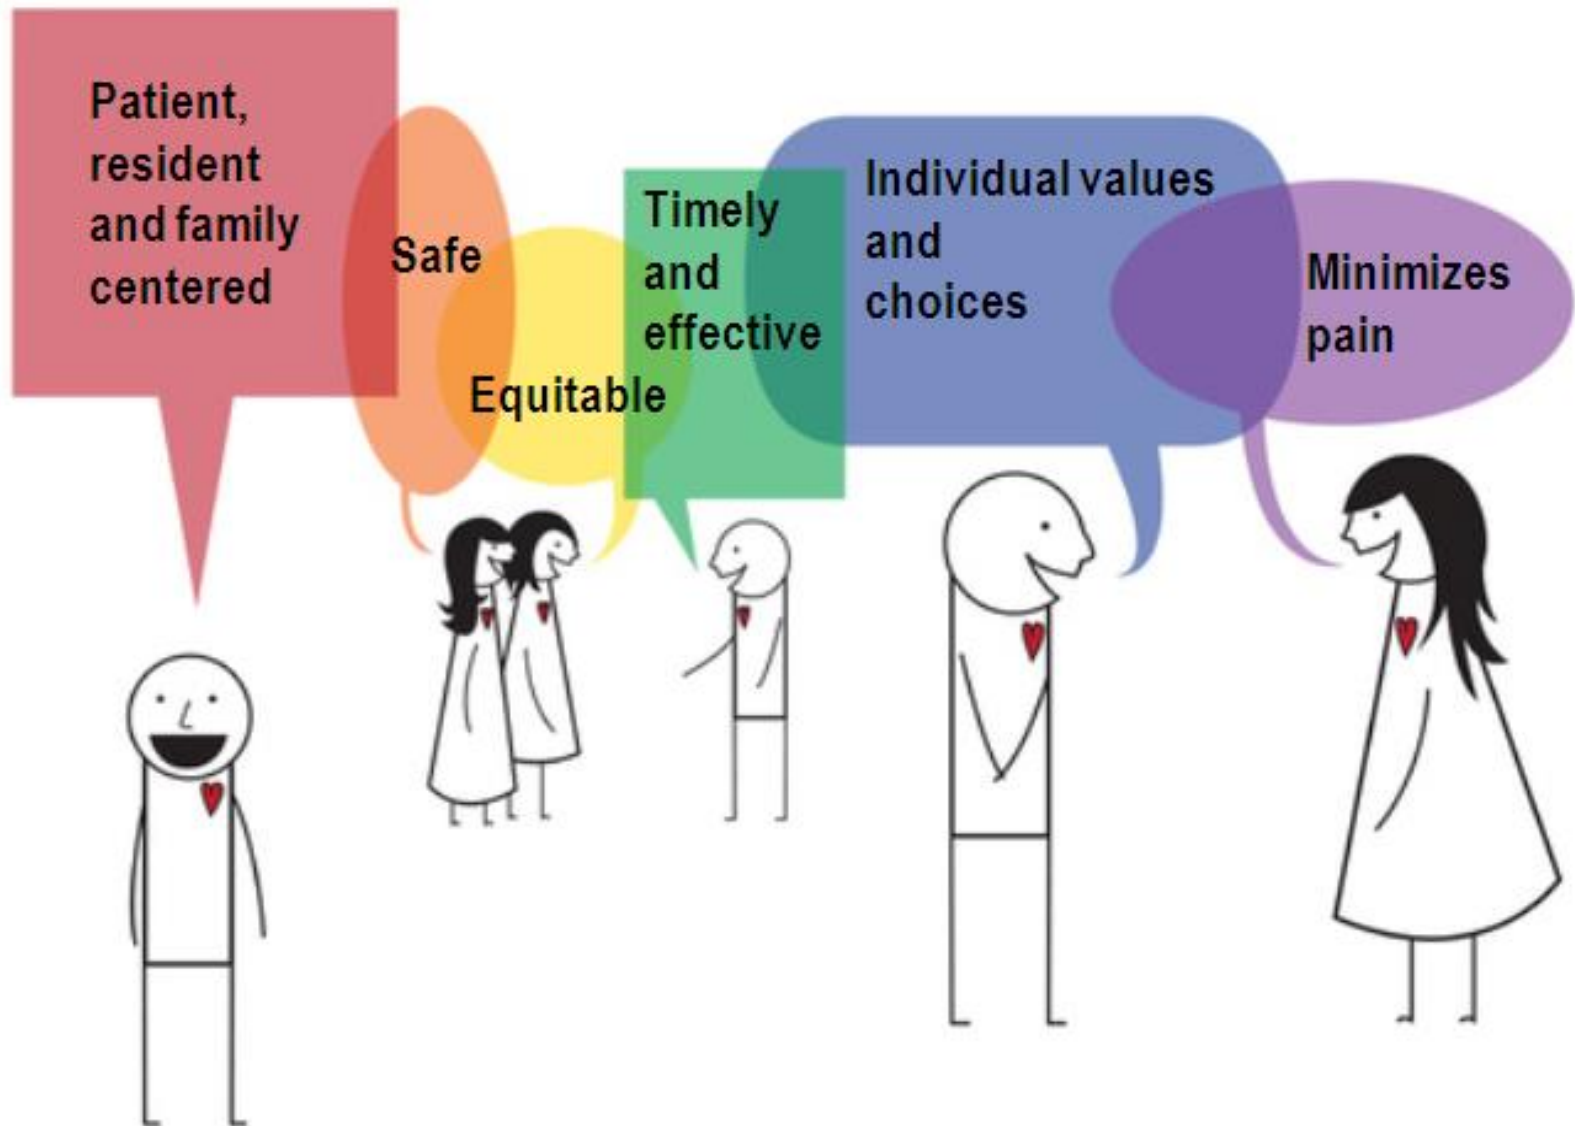 Patient,
resident
and family
centered
Safe
Equitable
Timely
and
effective
Individual values
and
choices
Minimizes
pain